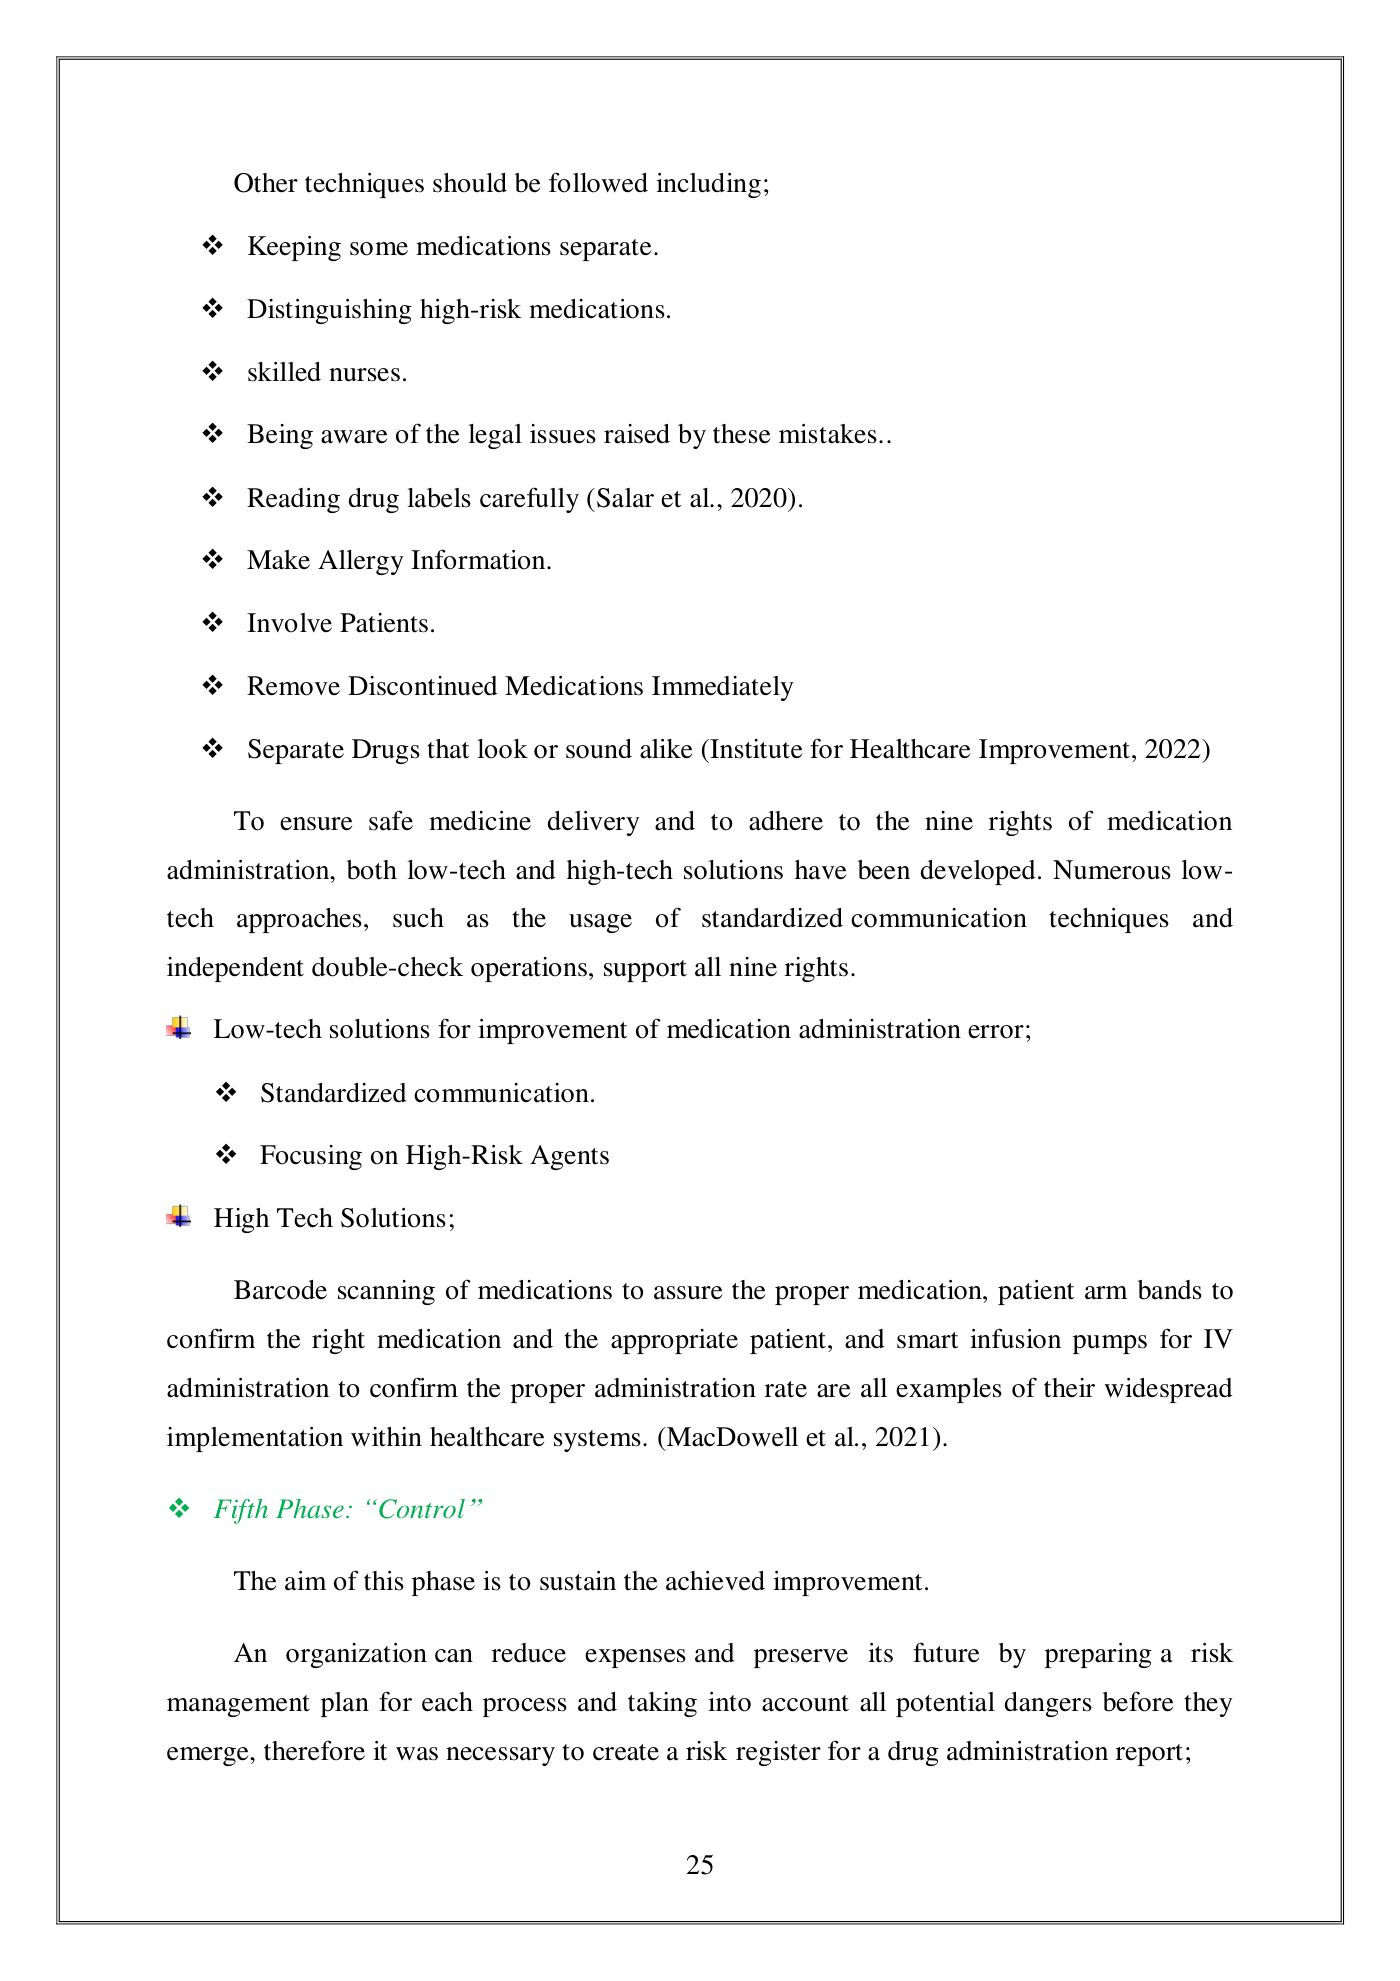 Other techniques should be followed including;
❖ Keeping some medications separate.
❖ Distinguishing high-risk medications.
❖ skilled nurses.
❖ Being aware of the legal issues raised by these mistakes..
❖ Reading drug labels carefully (Salar et al., 2020).
❖ Make Allergy Information.
❖ Involve Patients.
❖ Remove Discontinued Medications Immediately
❖ Separate Drugs that look or sound alike (Institute for Healthcare Improvement, 2022)
To ensure safe medicine delivery and to adhere to the nine rights of medication
administration, both low-tech and high-tech solutions have been developed. Numerous low-
tech approaches, such as the usage of standardized communication techniques and
independent double-check operations, support all nine rights.
Low-tech solutions for improvement of medication administration error;
❖ Standardized communication.
❖ Focusing on High-Risk Agents
High Tech Solutions;
Barcode scanning of medications to assure the proper medication, patient arm bands to
confirm the right medication and the appropriate patient, and smart infusion pumps for IV
administration to confirm the proper administration rate are all examples of their widespread
implementation within healthcare systems. (MacDowell et al., 2021).
❖ Fifth Phase: “Control”
The aim of this phase is to sustain the achieved improvement.
An organization can reduce expenses and preserve its future by preparing a risk
management plan for each process and taking into account all potential dangers before they
emerge, therefore it was necessary to create a risk register for a drug administration report;
25